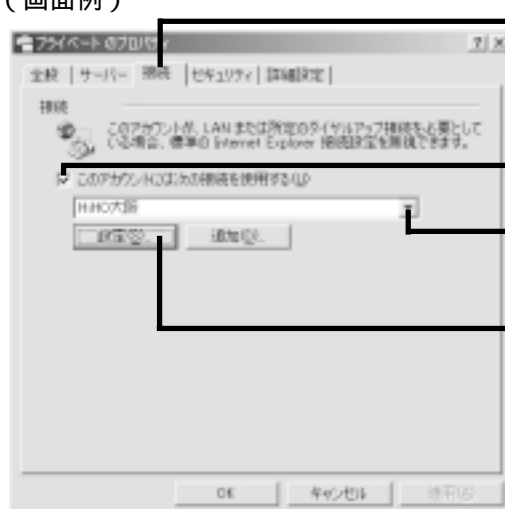 (画面例)
プライベート のプロパティ
? ×
全般 サーバー 接続 セキュリティ 詳細設定
接続
このアカウントが、LAN または所定のダイヤルアップ接続を必要として
いる場合、標準の Internet Explorer 接続設定を無視できます。
このアカウントには次の接続を使用する(U)
HiHO大阪
設定(S)... 追加(D)...
OK キャンセル 適用(A)